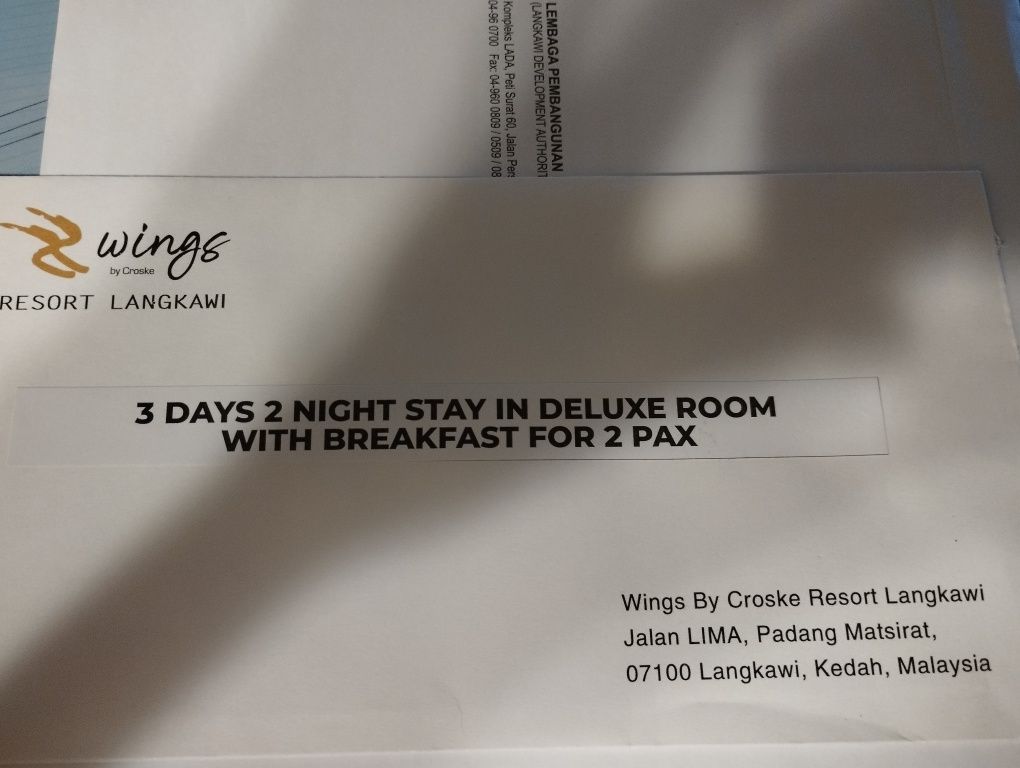 LEMBAGA PEMBANGUNAN
(LANGKAWI DEVELOPMENT
Kompleks LADA, Peti Surat 60, Jalan
04-96 0700 Fax: 04-960 0809 / 0509 / 08
wings
by Croske
RESORT LANGKAWI
3 DAYS 2 NIGHT STAY IN DELUXE ROOM
WITH BREAKFAST FOR 2 PAX
Wings By Croske Resort Langkawi
Jalan LIMA, Padang Matsirat,
07100 Langkawi, Kedah, Malaysia